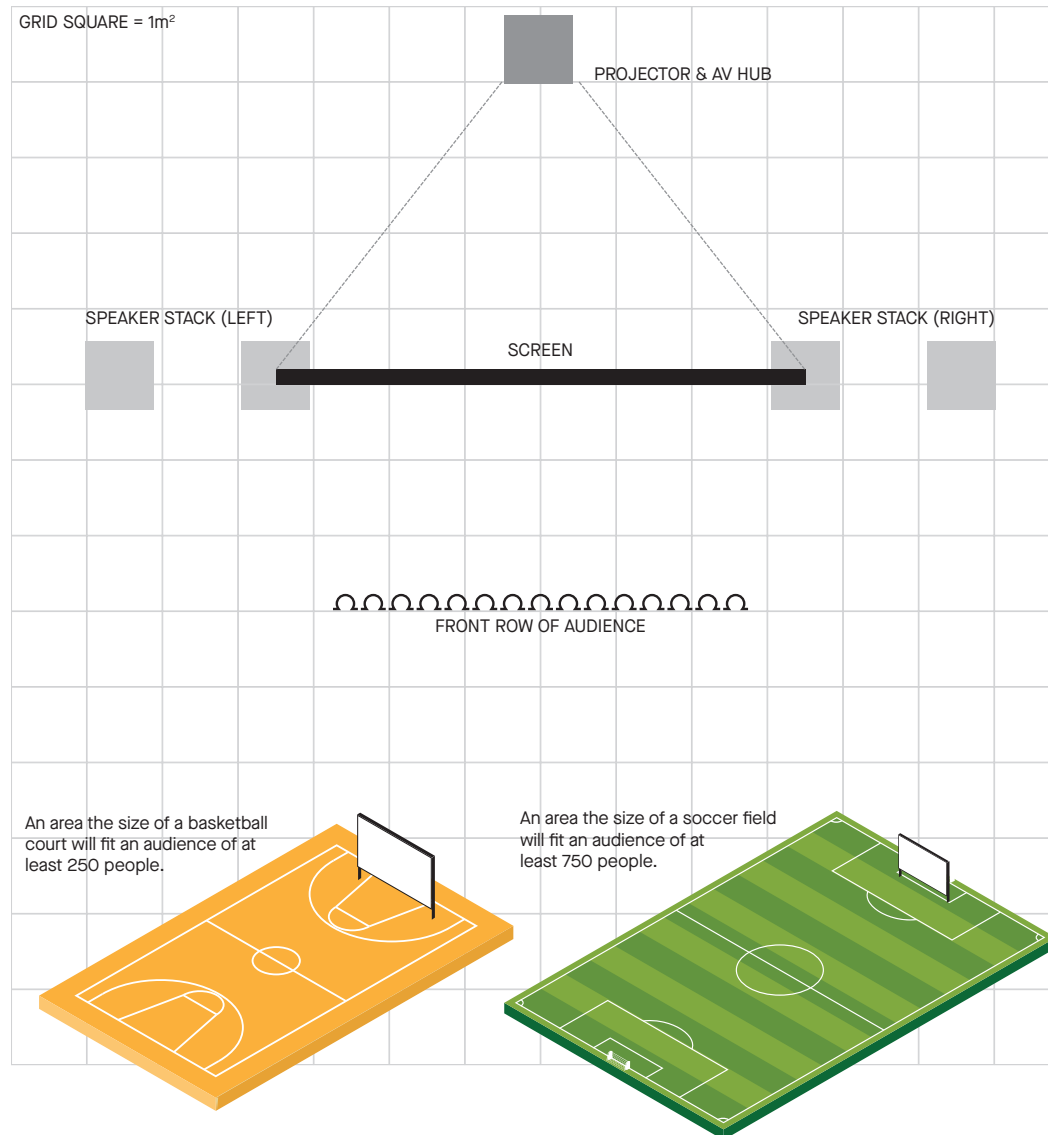 GRID SQUARE = 1m²
PROJECTOR & AV HUB
SPEAKER STACK (LEFT)
SPEAKER STACK (RIGHT)
SCREEN
FRONT ROW OF AUDIENCE
An area the size of a basketball
court will fit an audience of at
least 250 people.
An area the size of a soccer field
will fit an audience of at
least 750 people.